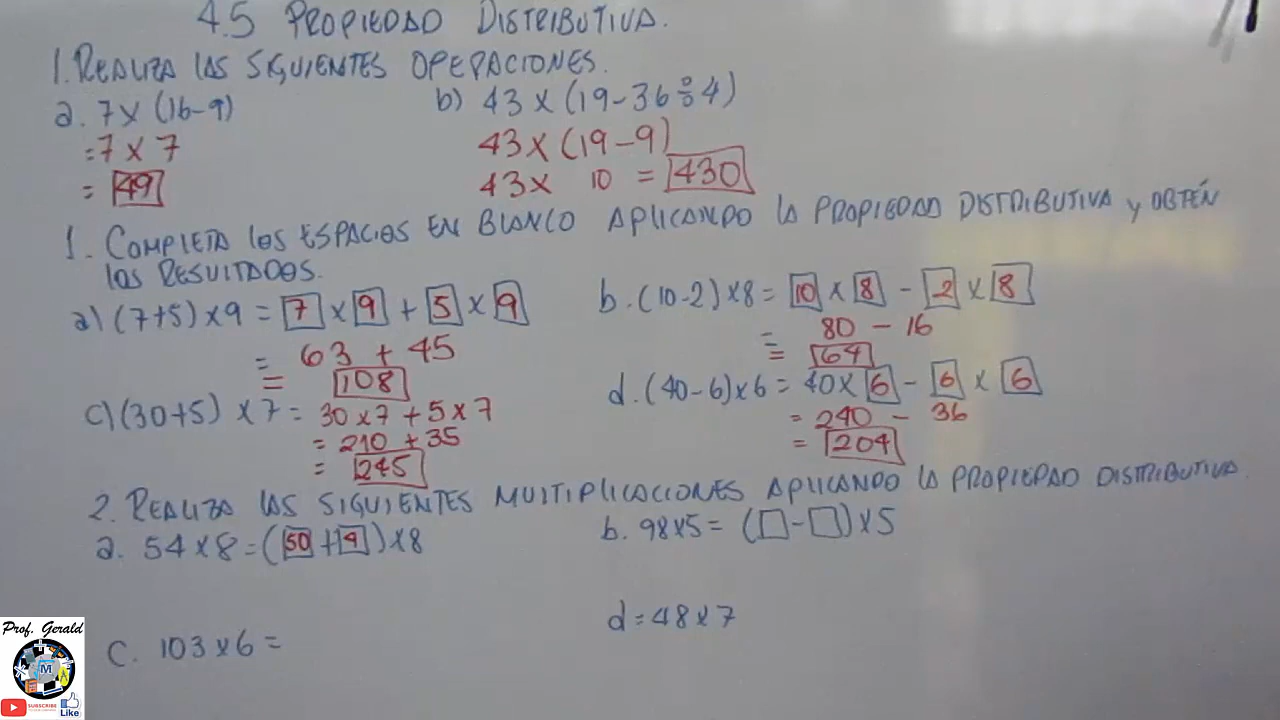 4.5 PROPIEDAD DISTRIBUTIVA.
1. REALIZA LAS SIGUIENTES OPERACIONES.
a. 7 x (16-9)
= 7 x 7
= 49
b) 43 x (19-36÷4)
43 x (19-9)
43 x 10 = 430
1. COMPLETA LOS ESPACIOS EN BLANCO APLICANDO LA PROPIEDAD DISTRIBUTIVA y OBTÉN
LOS RESULTADOS.
a) (7+5) x 9 = 7 x 9 + 5 x 9
= 63 + 45
= 108
b. (10-2) x 8 = 10 x 8 - 2 x 8
= 80 - 16
= 64
c) (30+5) x 7 = 30 x 7 + 5 x 7
= 210 + 35
= 245
d. (40-6) x 6 = 40 x 6 - 6 x 6
= 240 - 36
= 204
2. REALIZA LAS SIGUIENTES MULTIPLICACIONES APLICANDO LA PROPIEDAD DISTRIBUTIVA.
a. 54 x 8 = (50 + 4) x 8
b. 98 x 5 = (□ - □) x 5
c. 103 x 6 =
d = 48 x 7
Prof. Gerald
SUBSCRIBE
Like